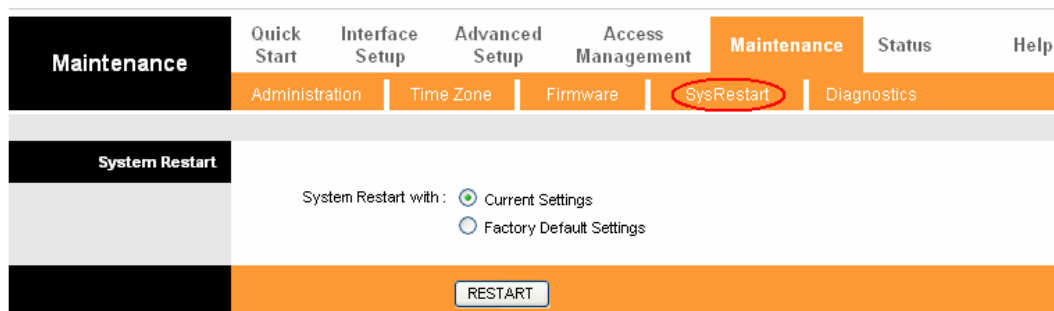 Maintenance
Quick Start
Interface Setup
Advanced Setup
Access Management
Maintenance
Status
Help
Administration
Time Zone
Firmware
SysRestart
Diagnostics
System Restart
System Restart with :
Current Settings
Factory Default Settings
RESTART